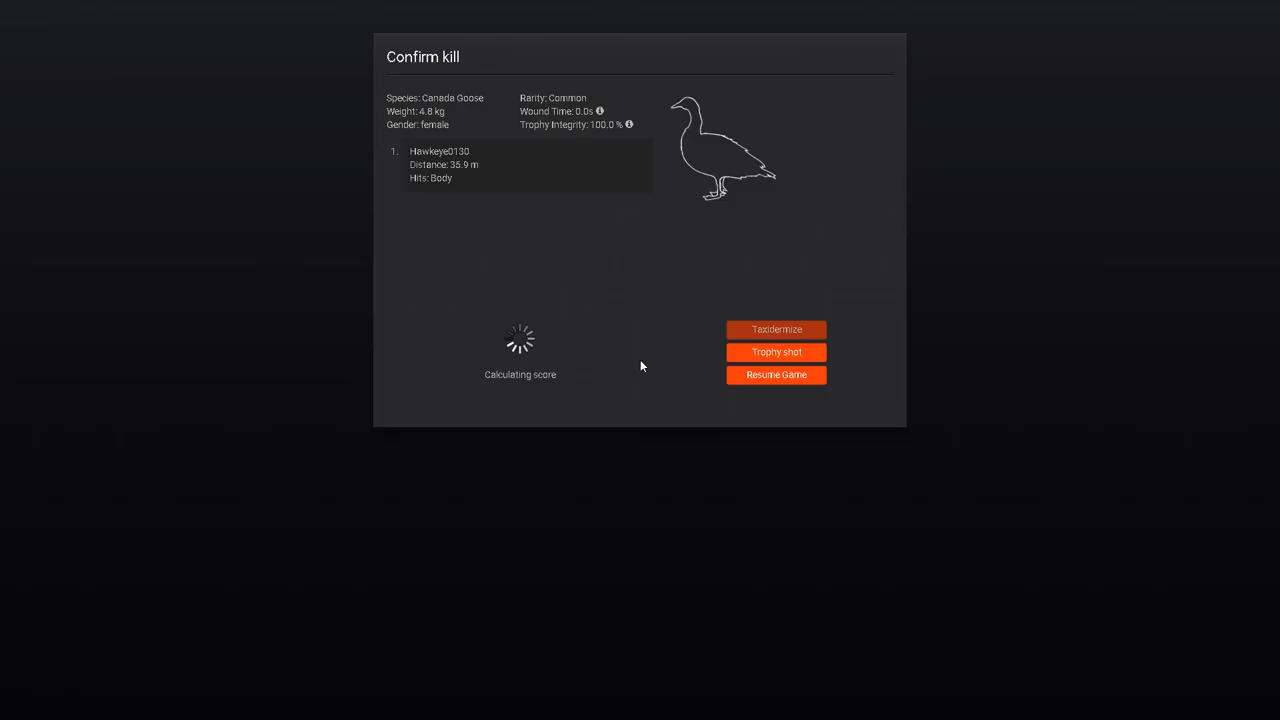 Confirm kill
Species: Canada Goose
Weight: 4.8 kg
Gender: female
Rarity: Common
Wound Time: 0.0s
Trophy Integrity: 100.0 %
1. Hawkeye0130
Distance: 35.9 m
Hits: Body
Calculating score
Taxidermize
Trophy shot
Resume Game